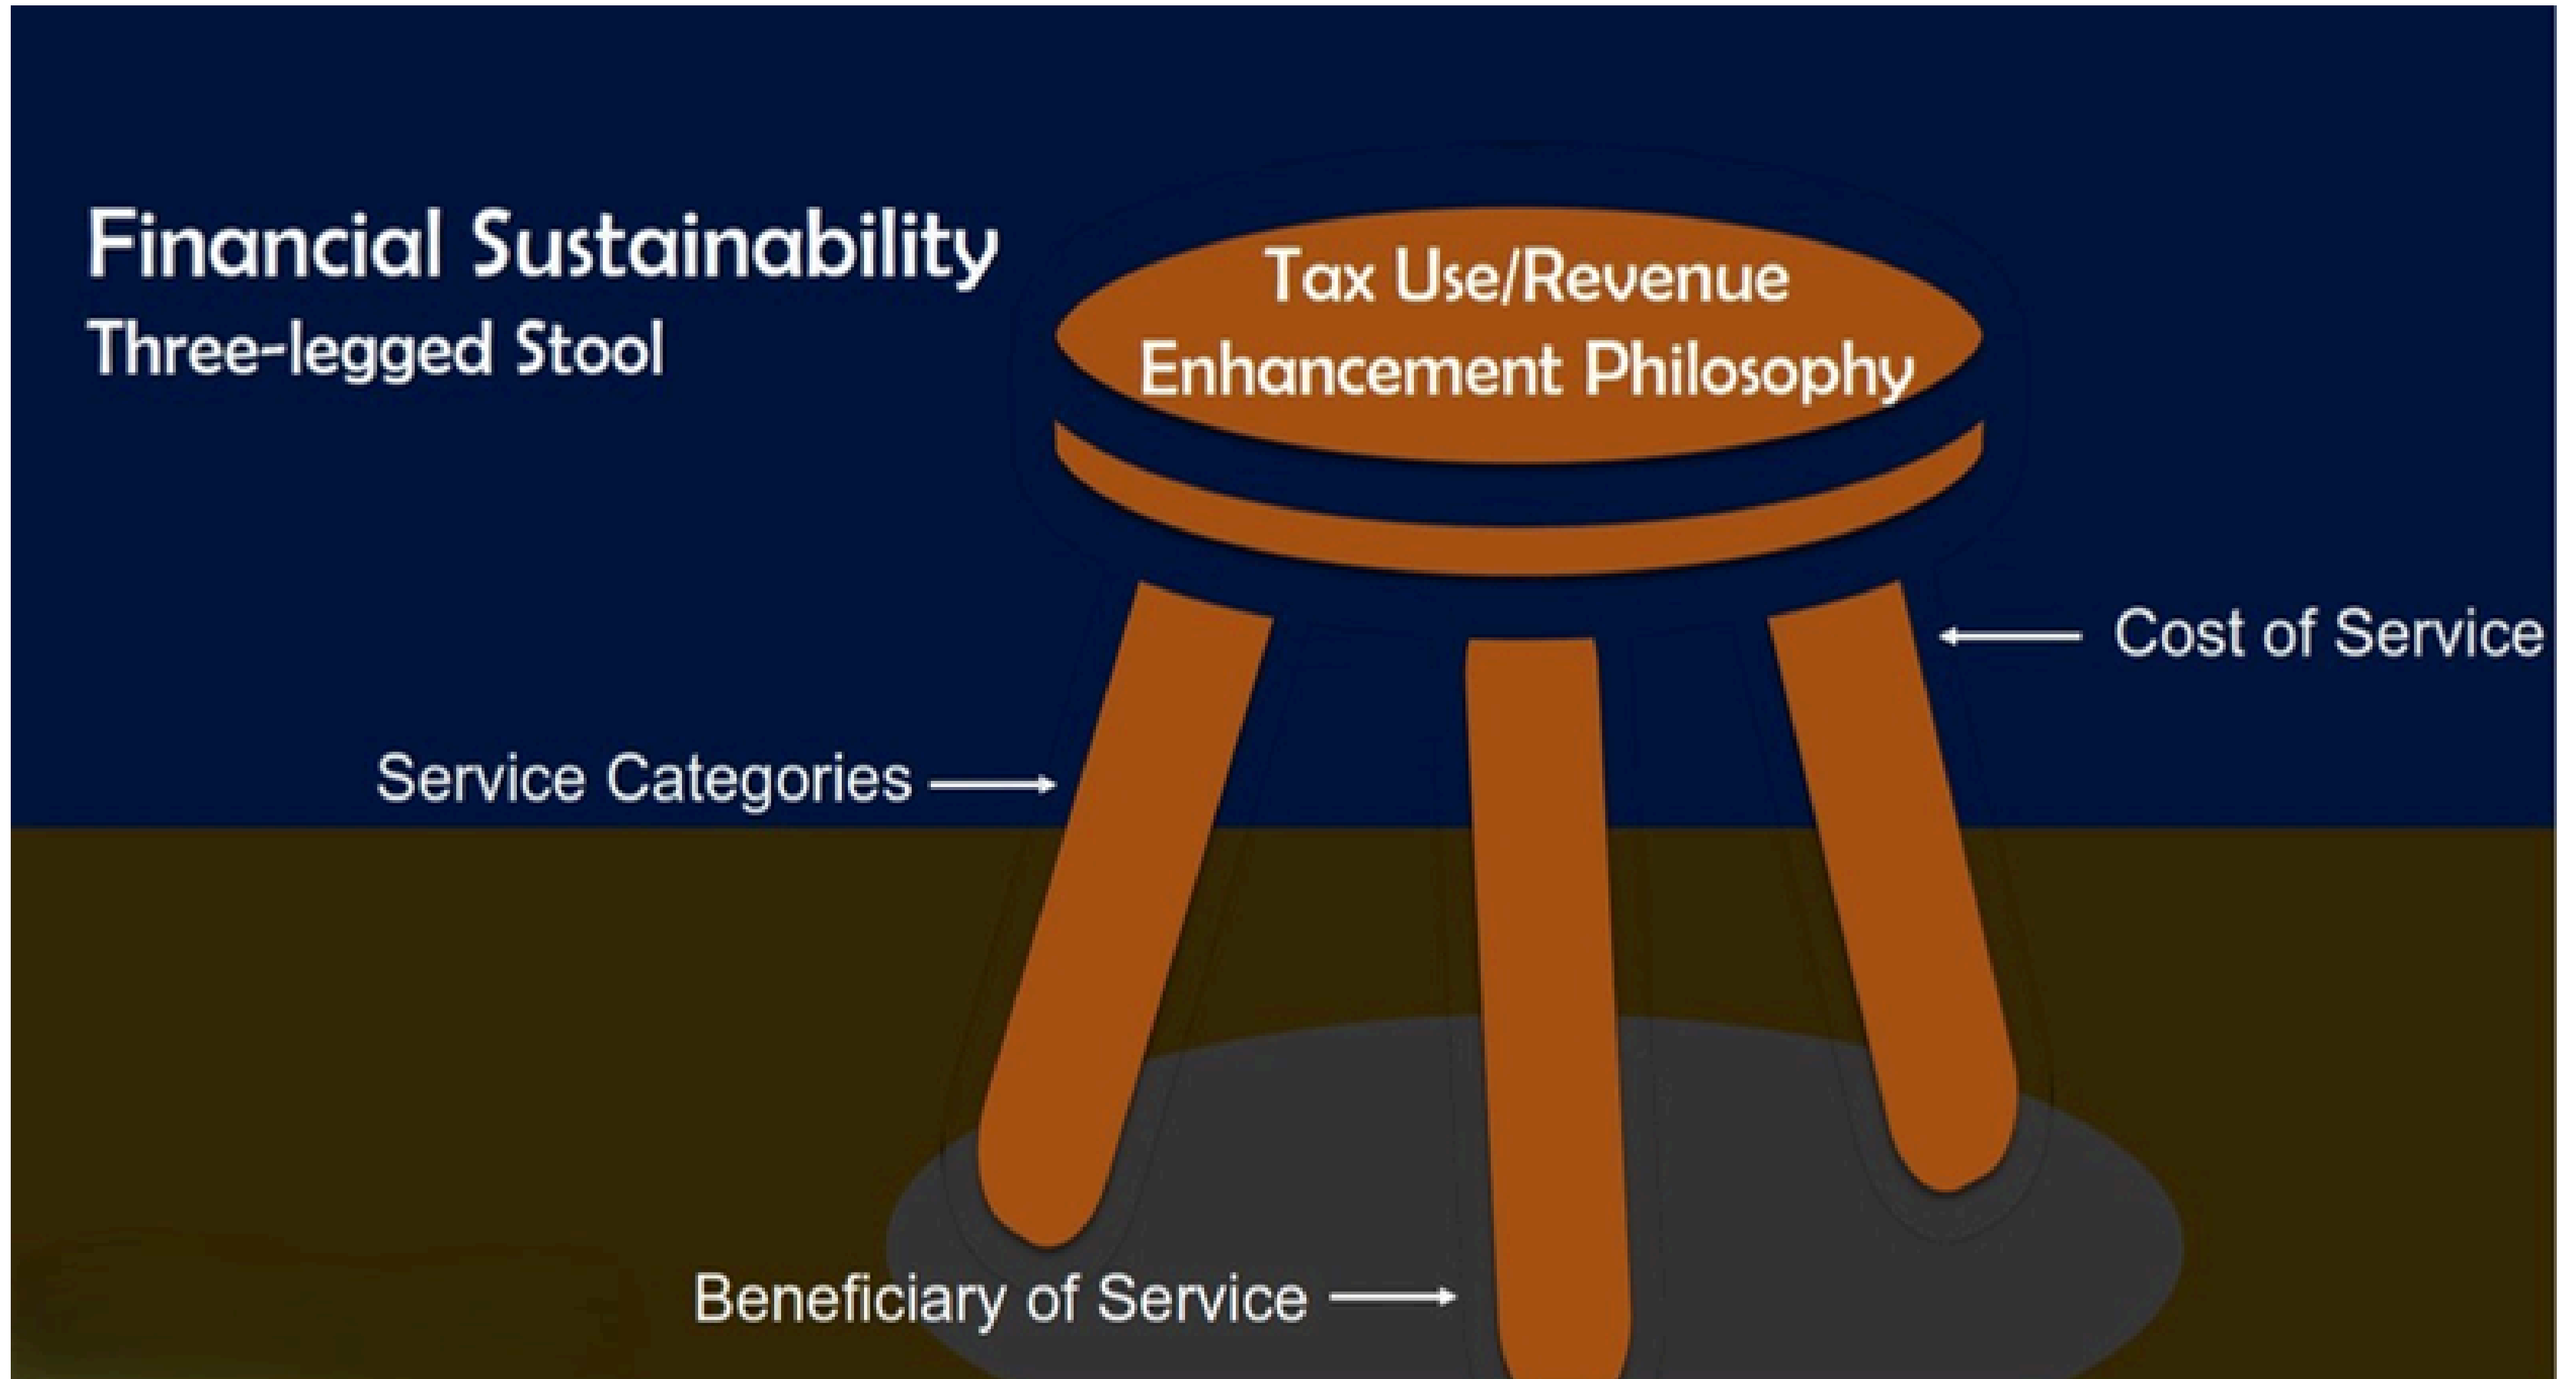 Financial Sustainability
Three-legged Stool
Tax Use/Revenue
Enhancement Philosophy
Cost of Service
Service Categories
Beneficiary of Service